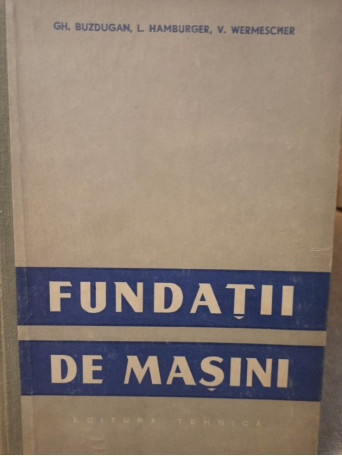 GH. BUZDUGAN, L. HAMBURGER, V. WERMESCHER
FUNDAȚII
DE MAȘINI
EDITURA TEHNICĂ